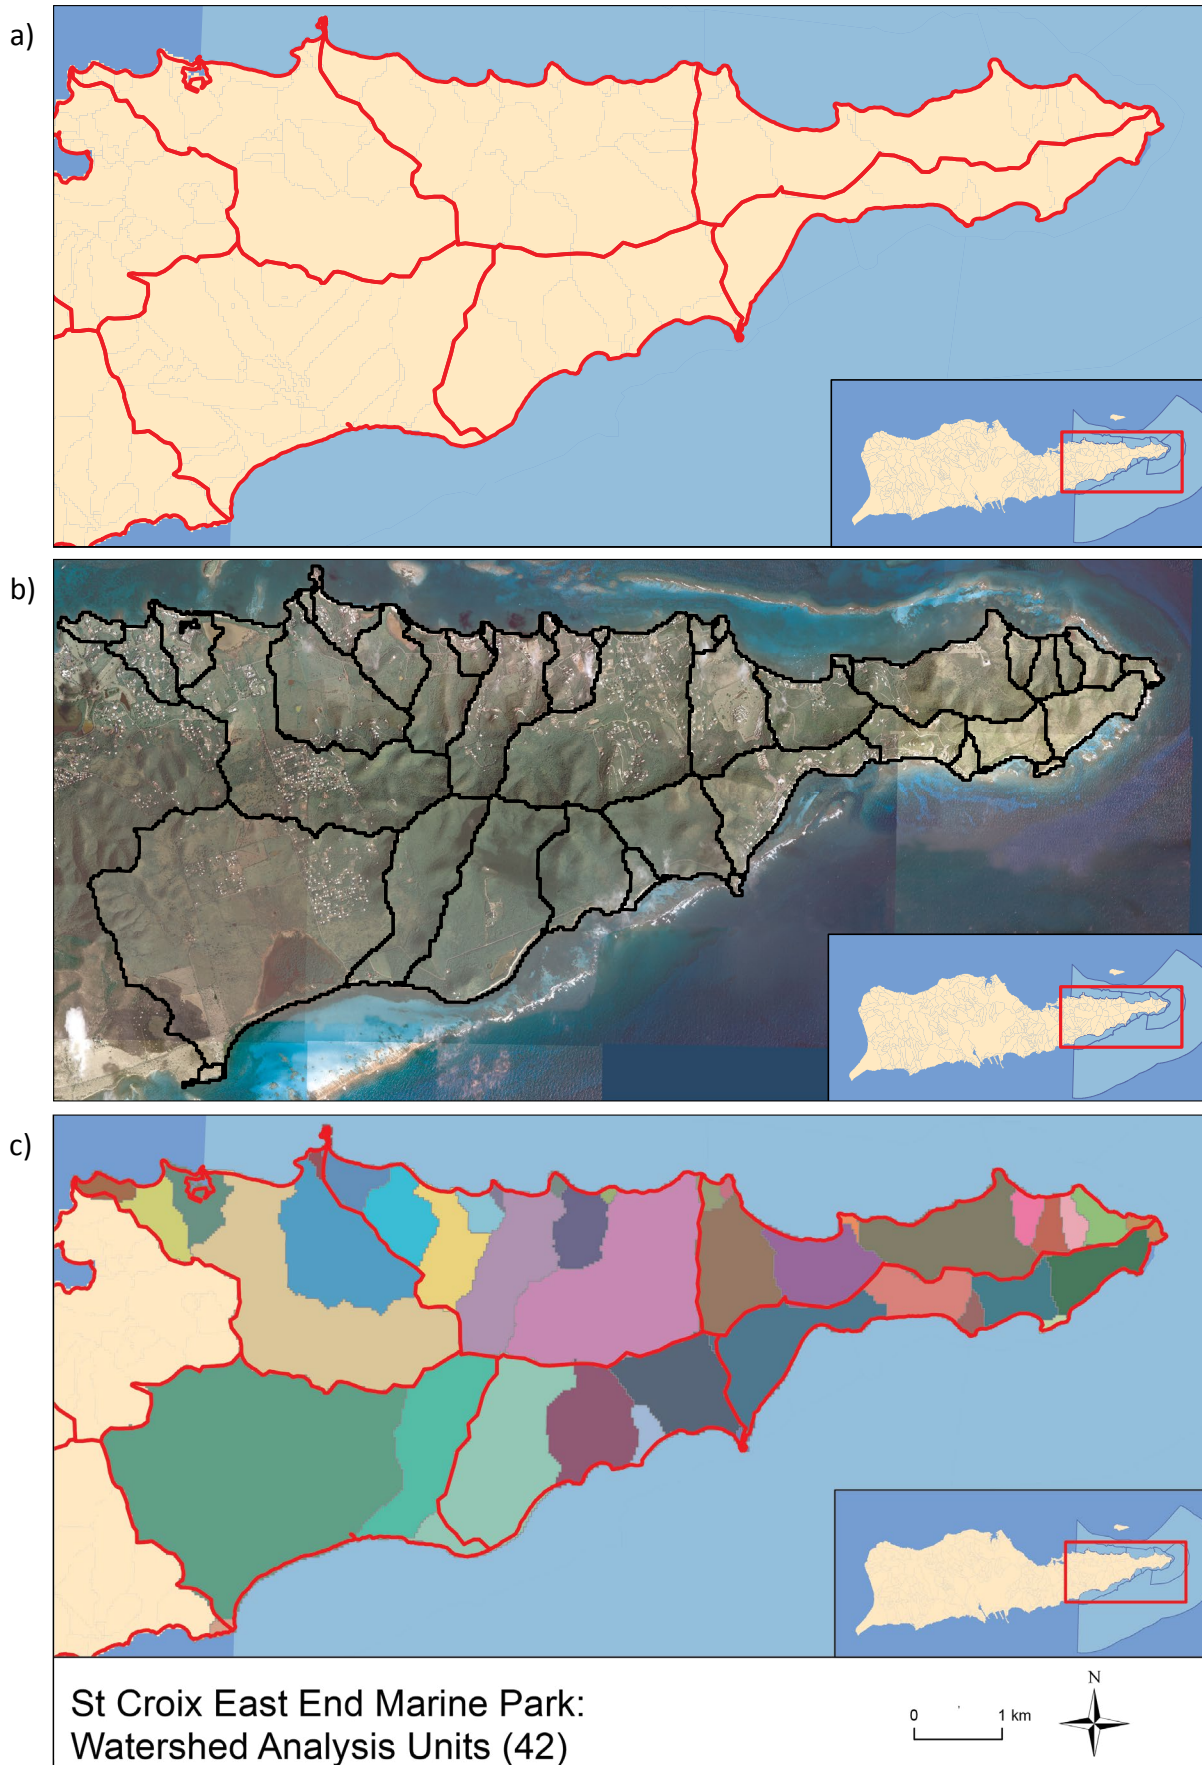 a)
b)
c)
St Croix East End Marine Park:
Watershed Analysis Units (42)
0 1 km
N